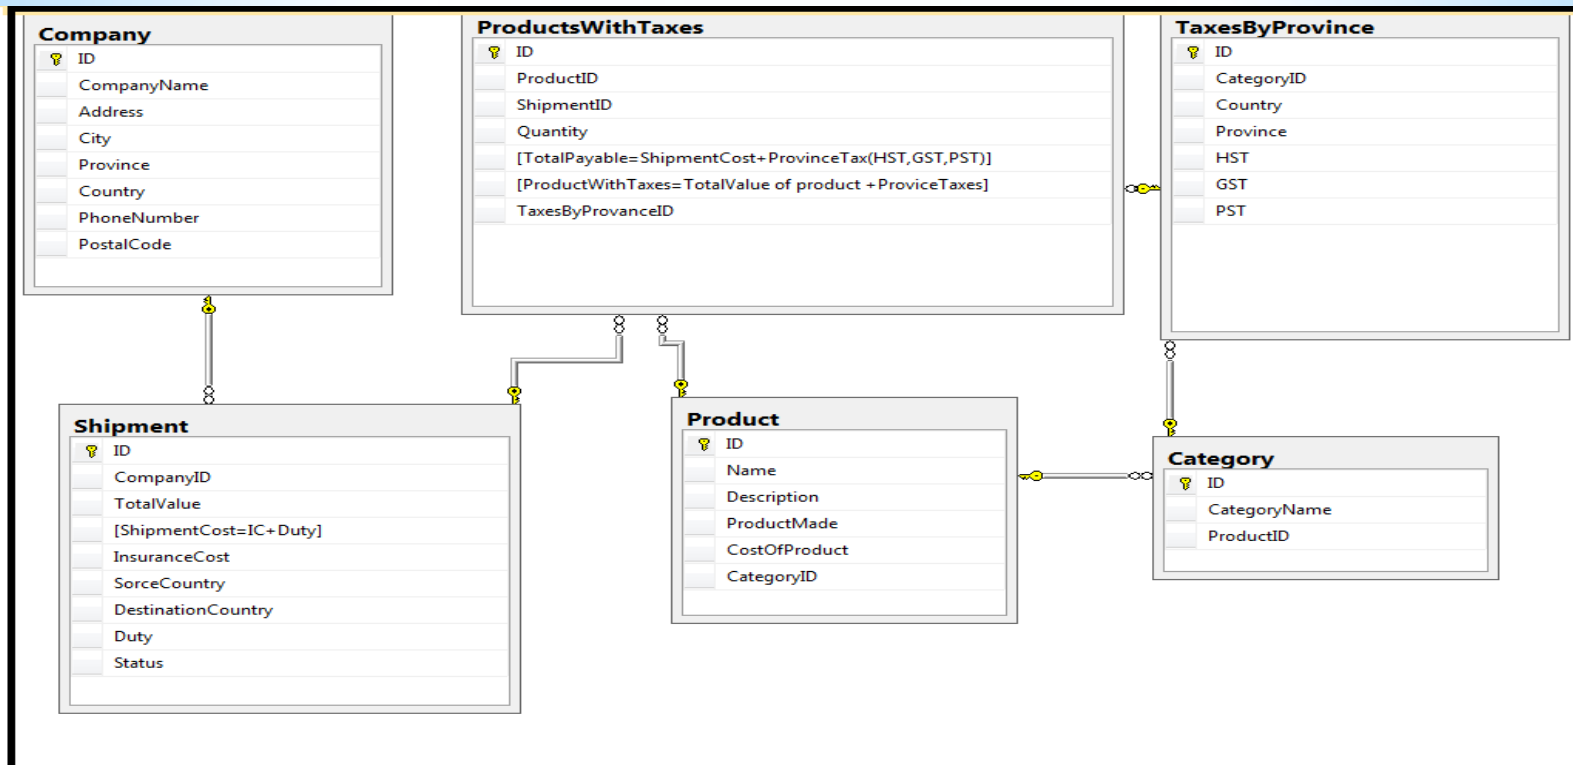 Company
ID
CompanyName
Address
City
Province
Country
PhoneNumber
PostalCode
ProductsWithTaxes
ID
ProductID
ShipmentID
Quantity
[TotalPayable=ShipmentCost+ProvinceTax(HST,GST,PST)]
[ProductWithTaxes=TotalValue of product +ProviceTaxes]
TaxesByProvanceID
TaxesByProvince
ID
CategoryID
Country
Province
HST
GST
PST
Shipment
ID
CompanyID
TotalValue
[ShipmentCost=IC+Duty]
InsuranceCost
SorceCountry
DestinationCountry
Duty
Status
Product
ID
Name
Description
ProductMade
CostOfProduct
CategoryID
Category
ID
CategoryName
ProductID